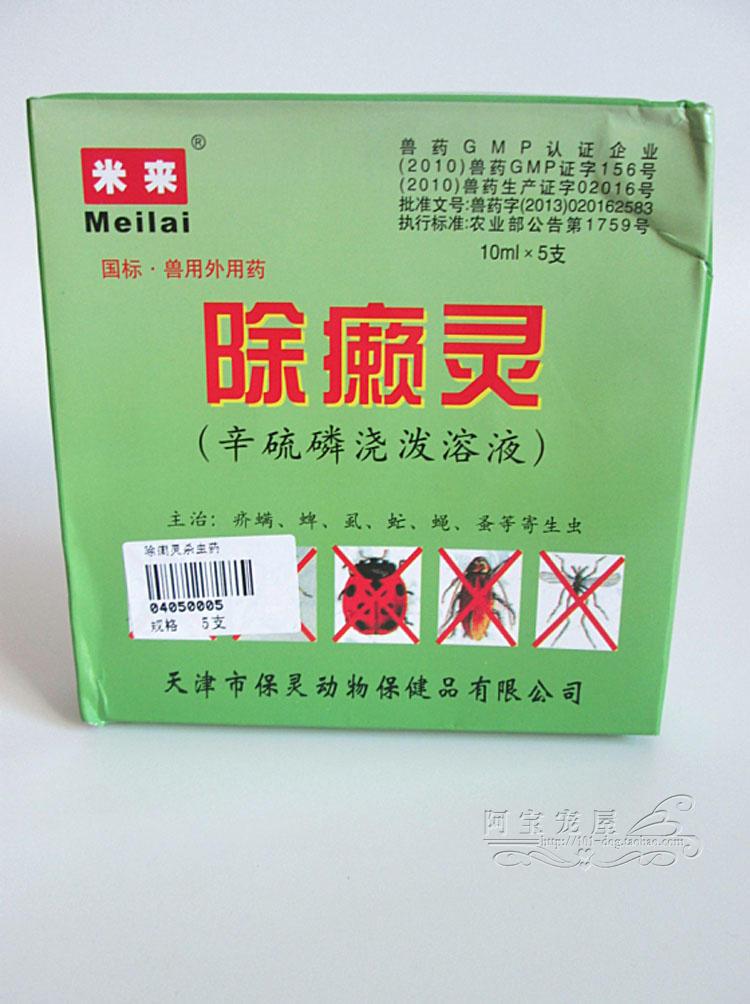 米来
®
Meilai
兽药GMP认证企业
(2010)兽药GMP证字156号
(2010)兽药生产证字02016号
批准文号:兽药字(2013)020162583
执行标准:农业部公告第1759号
10ml×5支
国标·兽用外用药
除癞灵
(辛硫磷浇泼溶液)
主治:疥螨、蜱、虱、虻、蝇、蚤等寄生虫
除癞灵杀虫药
04050005
规格 5支
天津市保灵动物保健品有限公司
阿宝宠屋
http://101-dog.taobao.com